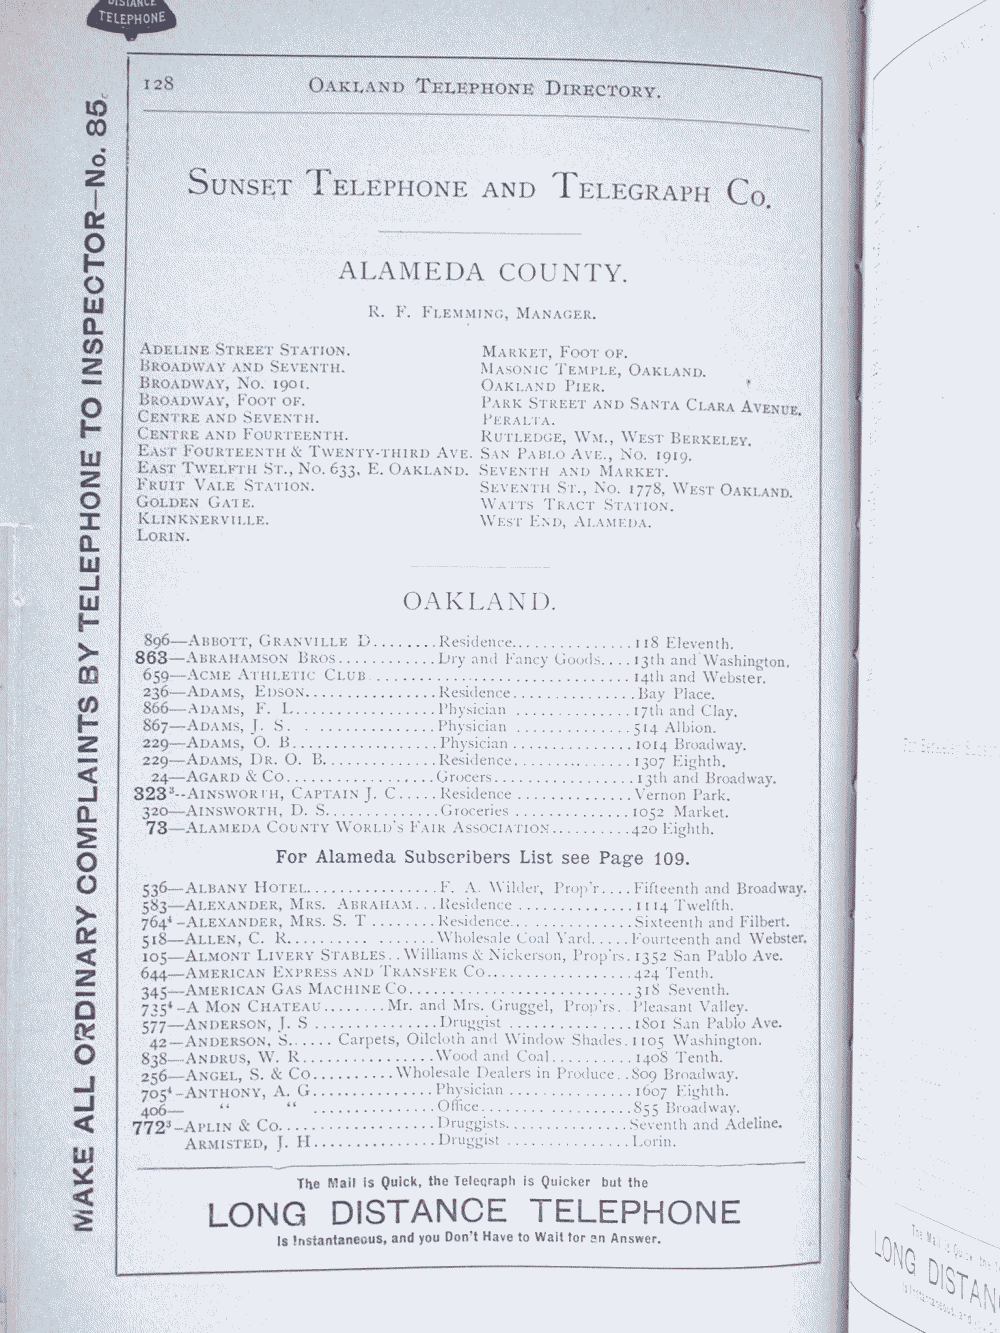 DISTANCE
TELEPHONE
MAKE ALL ORDINARY COMPLAINTS BY TELEPHONE TO INSPECTOR—No. 85.
128 OAKLAND TELEPHONE DIRECTORY.
SUNSET TELEPHONE AND TELEGRAPH CO.
ALAMEDA COUNTY.
R. F. FLEMMING, MANAGER.
ADELINE STREET STATION.
BROADWAY AND SEVENTH.
BROADWAY, NO. 1901.
BROADWAY, FOOT OF.
CENTRE AND SEVENTH.
CENTRE AND FOURTEENTH.
EAST FOURTEENTH & TWENTY-THIRD AVE.
EAST TWELFTH ST., NO. 633, E. OAKLAND.
FRUIT VALE STATION.
GOLDEN GATE.
KLINKNERVILLE.
LORIN.
MARKET, FOOT OF.
MASONIC TEMPLE, OAKLAND.
OAKLAND PIER.
PARK STREET AND SANTA CLARA AVENUE.
PERALTA.
RUTLEDGE, WM., WEST BERKELEY.
SAN PABLO AVE., NO. 1919.
SEVENTH AND MARKET.
SEVENTH ST., NO. 1778, WEST OAKLAND.
WATTS TRACT STATION.
WEST END, ALAMEDA.
OAKLAND.
896—ABBOTT, GRANVILLE D........Residence...............118 Eleventh.
863—ABRAHAMSON BROS............Dry and Fancy Goods....13th and Washington.
659—ACME ATHLETIC CLUB.................................14th and Webster.
236—ADAMS, EDSON................Residence...............Bay Place.
866—ADAMS, F. L.................Physician ..............17th and Clay.
867—ADAMS, J. S. . ..............Physician ..............514 Albion.
229—ADAMS, O. B.................Physician ..............1014 Broadway.
229—ADAMS, DR. O. B.............Residence...............1307 Eighth.
24—AGARD & CO...................Grocers.................13th and Broadway.
323³--AINSWORTH, CAPTAIN J. C.....Residence .............Vernon Park.
320—AINSWORTH, D. S.............Groceries ..............1052 Market.
73—ALAMEDA COUNTY WORLD'S FAIR ASSOCIATION..........420 Eighth.
For Alameda Subscribers List see Page 109.
536—ALBANY HOTEL................F. A. Wilder, Prop'r....Fifteenth and Broadway.
583—ALEXANDER, MRS. ABRAHAM...Residence ..............1114 Twelfth.
764⁴–ALEXANDER, MRS. S. T ........Residence...............Sixteenth and Filbert.
518—ALLEN, C. R.......... .......Wholesale Coal Yard.....Fourteenth and Webster.
105—ALMONT LIVERY STABLES..Williams & Nickerson, Prop'rs.1352 San Pablo Ave.
644—AMERICAN EXPRESS AND TRANSFER CO.................424 Tenth.
345—AMERICAN GAS MACHINE CO...........................318 Seventh.
735⁴–A MON CHATEAU........Mr. and Mrs. Gruggel, Prop'rs. Pleasant Valley.
577—ANDERSON, J. S ...............Druggist ...............1801 San Pablo Ave.
42—ANDERSON, S...... Carpets, Oilcloth and Window Shades.1105 Washington.
838—ANDRUS, W. R................Wood and Coal..........1408 Tenth.
256—ANGEL, S. & CO..........Wholesale Dealers in Produce..809 Broadway.
705⁴–ANTHONY, A. G...............Physician ...............1607 Eighth.
406— “ “ ...............Office..................855 Broadway.
772³–APLIN & CO...................Druggists...............Seventh and Adeline.
ARMISTED, J. H...............Druggist ...............Lorin.
The Mail is Quick, the Telegraph is Quicker but the
LONG DISTANCE TELEPHONE
Is Instantaneous, and you Don't Have to Wait for an Answer.
LONG DISTAN